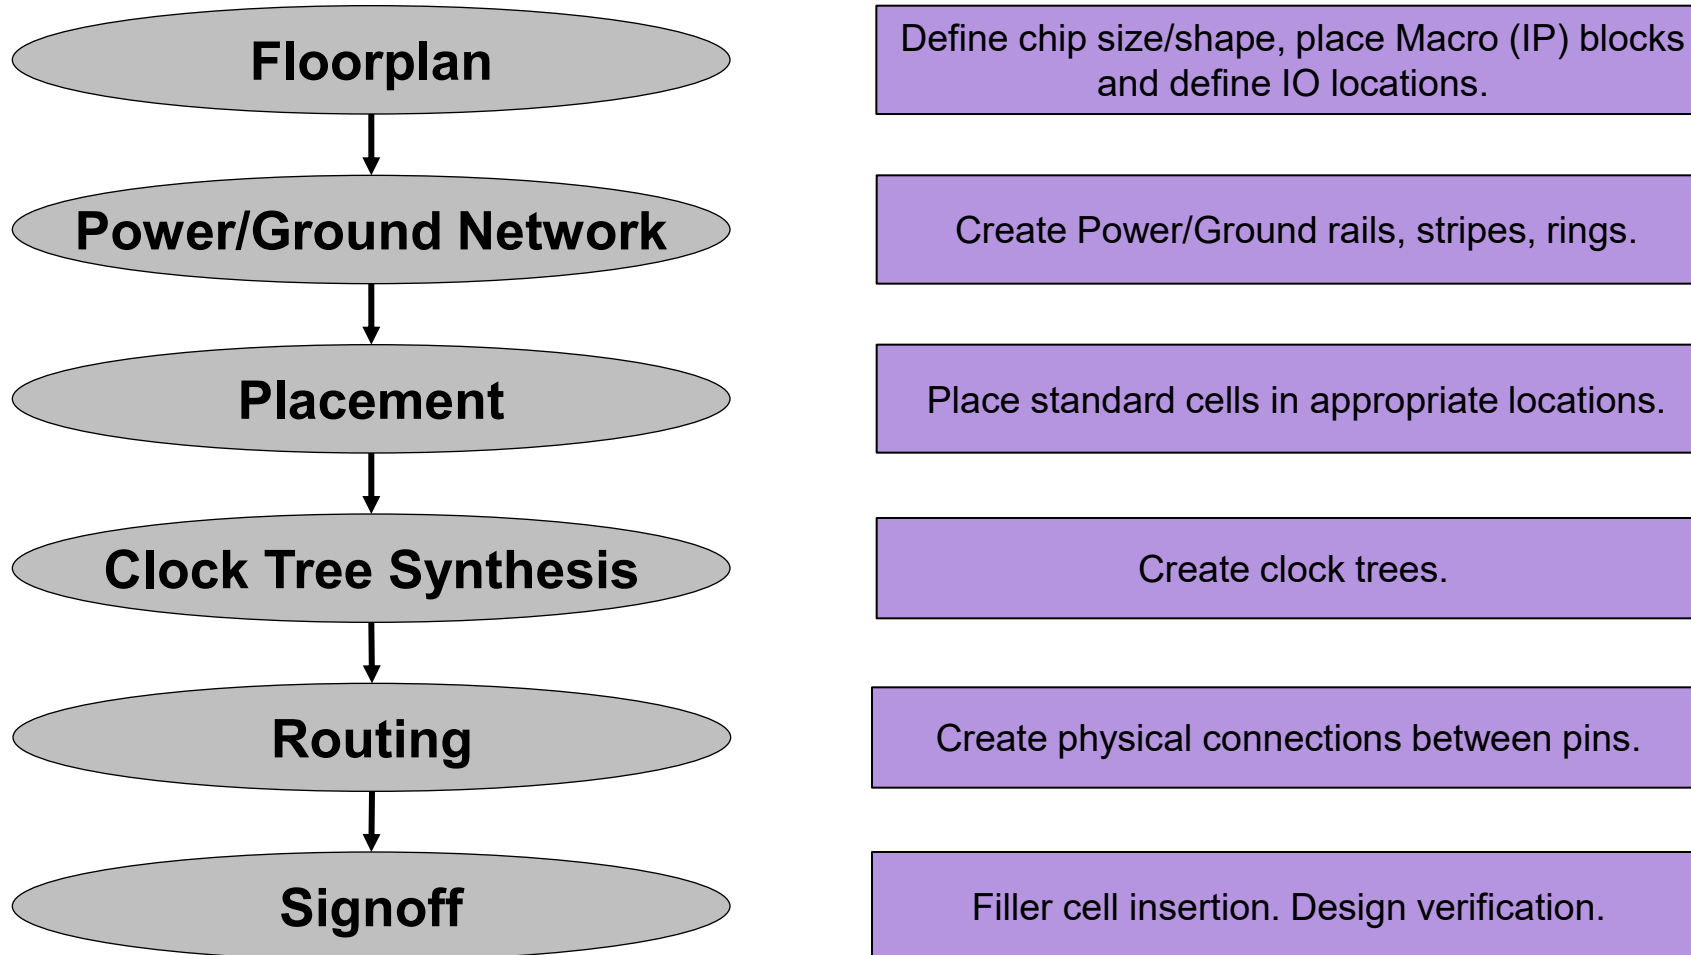 Floorplan
Define chip size/shape, place Macro (IP) blocks
and define IO locations.
Power/Ground Network
Create Power/Ground rails, stripes, rings.
Placement
Place standard cells in appropriate locations.
Clock Tree Synthesis
Create clock trees.
Routing
Create physical connections between pins.
Signoff
Filler cell insertion. Design verification.